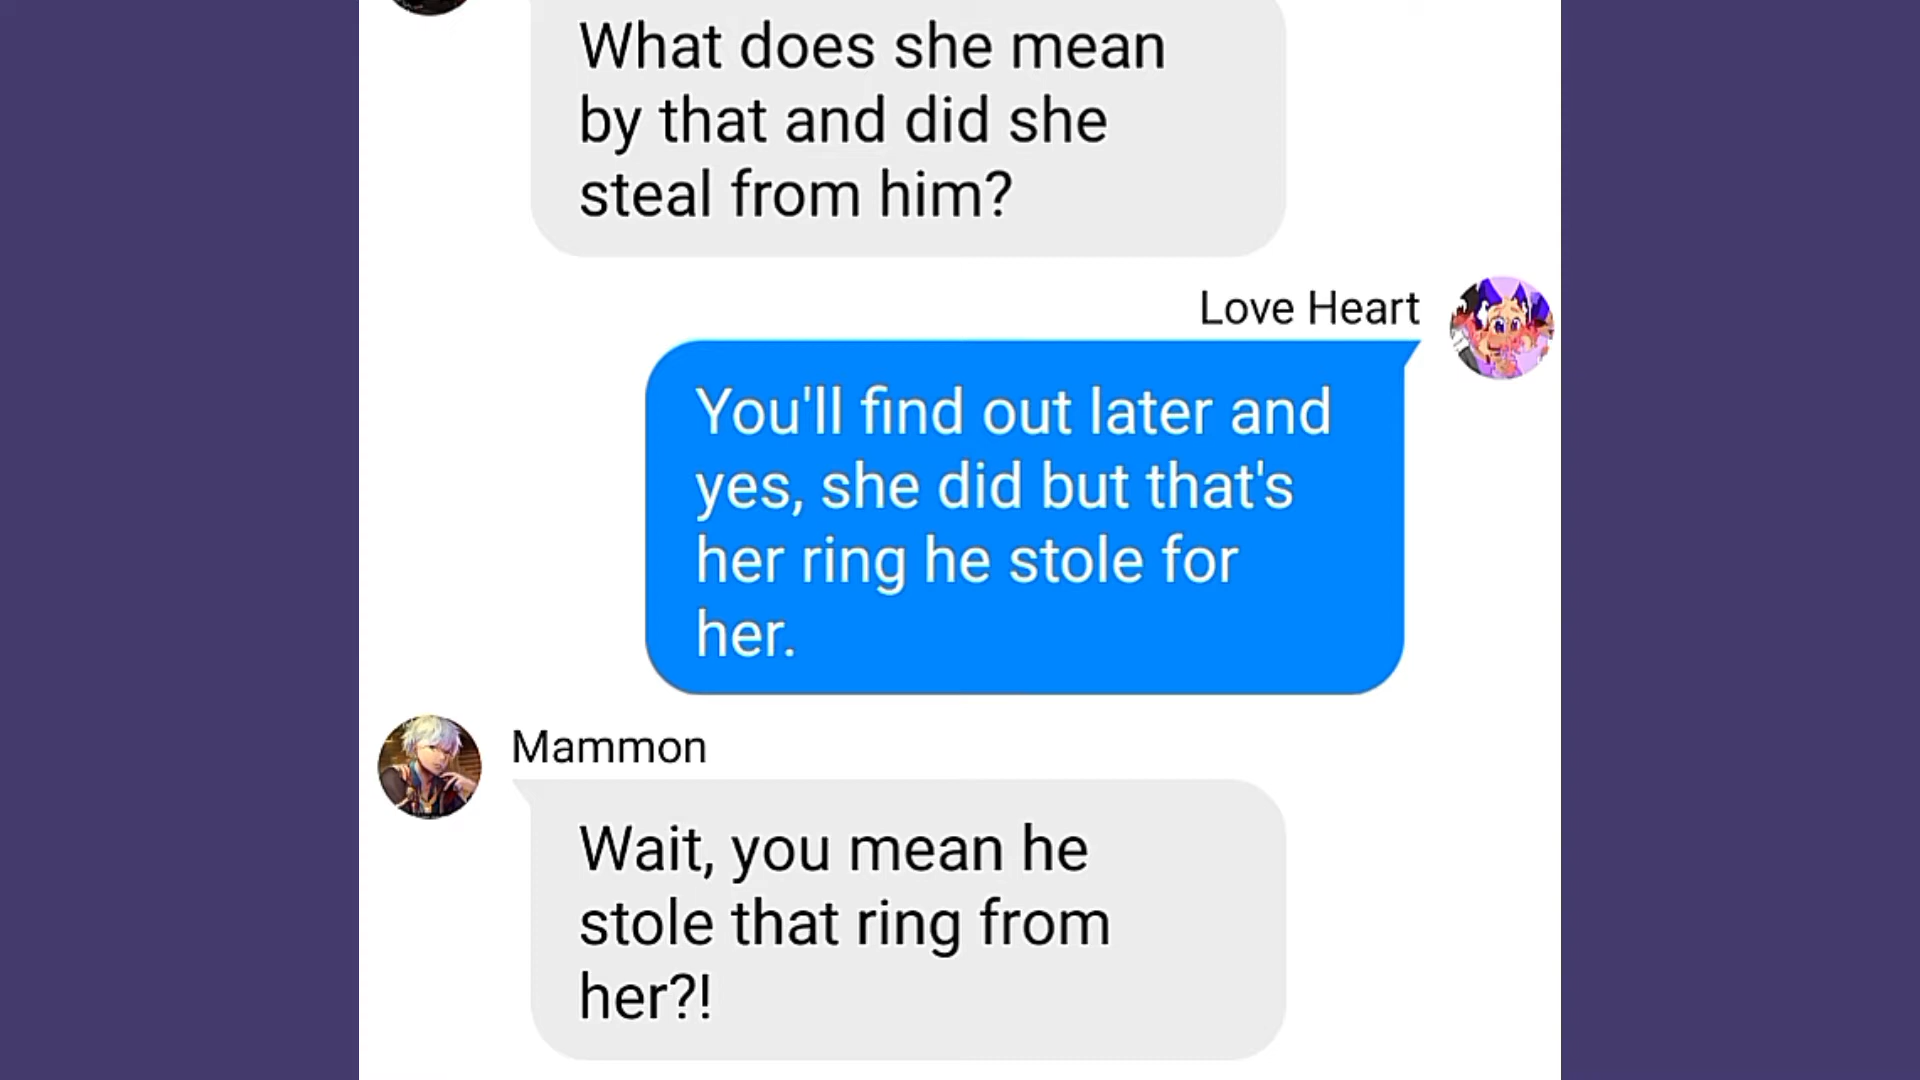 What does she mean
by that and did she
steal from him?
Love Heart
You'll find out later and
yes, she did but that's
her ring he stole for
her.
Mammon
Wait, you mean he
stole that ring from
her?!